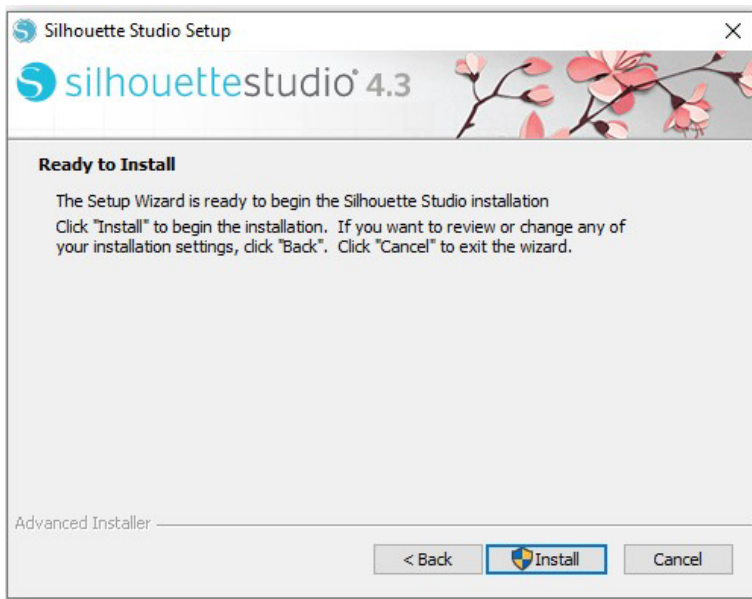 Silhouette Studio Setup
silhouettestudio® 4.3
Ready to Install
The Setup Wizard is ready to begin the Silhouette Studio installation
Click "Install" to begin the installation. If you want to review or change any of
your installation settings, click "Back". Click "Cancel" to exit the wizard.
Advanced Installer
< Back
Install
Cancel